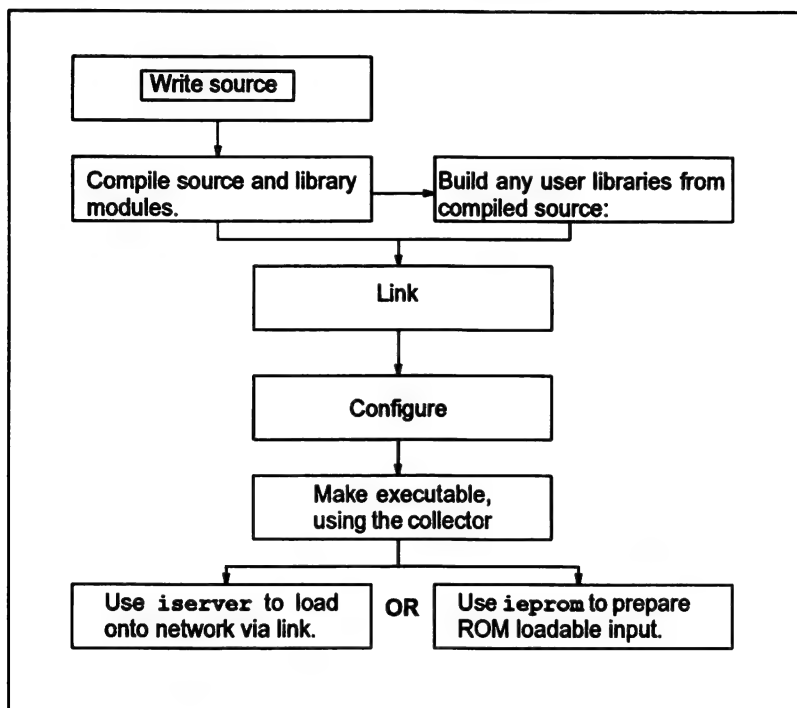 Write source
Compile source and library
modules.
Build any user libraries from
compiled source:
Link
Configure
Make executable,
using the collector
Use iserver to load
onto network via link.
OR
Use ieprom to prepare
ROM loadable input.